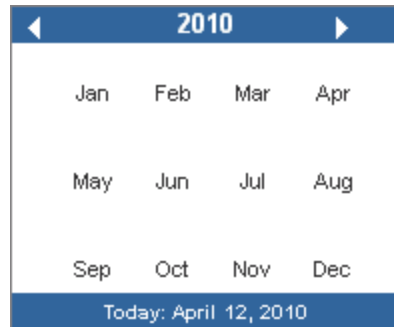 2010
Jan Feb Mar Apr
May Jun Jul Aug
Sep Oct Nov Dec
Today: April 12, 2010